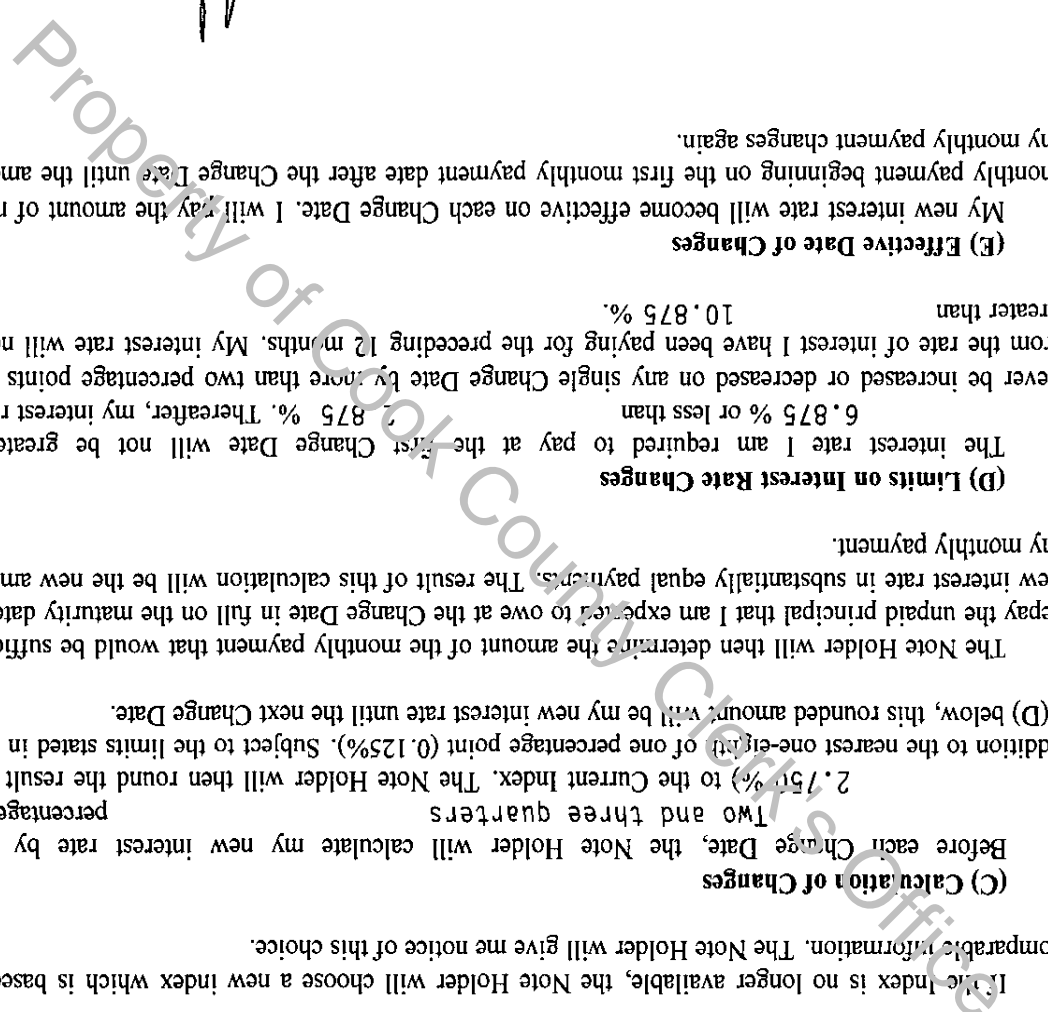 If the Index is no longer available, the Note Holder will choose a new index which is based
omparable information. The Note Holder will give me notice of this choice.
(C) Calculation of Changes
Before each Change Date, the Note Holder will calculate my new interest rate by
Two and three quarters percentage
2.750 %) to the Current Index. The Note Holder will then round the result
ddition to the nearest one-eighth of one percentage point (0.125%). Subject to the limits stated in
(D) below, this rounded amount will be my new interest rate until the next Change Date.
The Note Holder will then determine the amount of the monthly payment that would be suffic
epay the unpaid principal that I am expected to owe at the Change Date in full on the maturity date
ew interest rate in substantially equal payments. The result of this calculation will be the new am
ny monthly payment.
(D) Limits on Interest Rate Changes
The interest rate I am required to pay at the first Change Date will not be greate
6.875 % or less than 875 %. Thereafter, my interest r
ever be increased or decreased on any single Change Date by more than two percentage points
rom the rate of interest I have been paying for the preceding 12 months. My interest rate will n
reater than 10.875 %.
(E) Effective Date of Changes
My new interest rate will become effective on each Change Date. I will pay the amount of n
nonthly payment beginning on the first monthly payment date after the Change Date until the am
ny monthly payment changes again.
Property of Cook County Clerk's Office